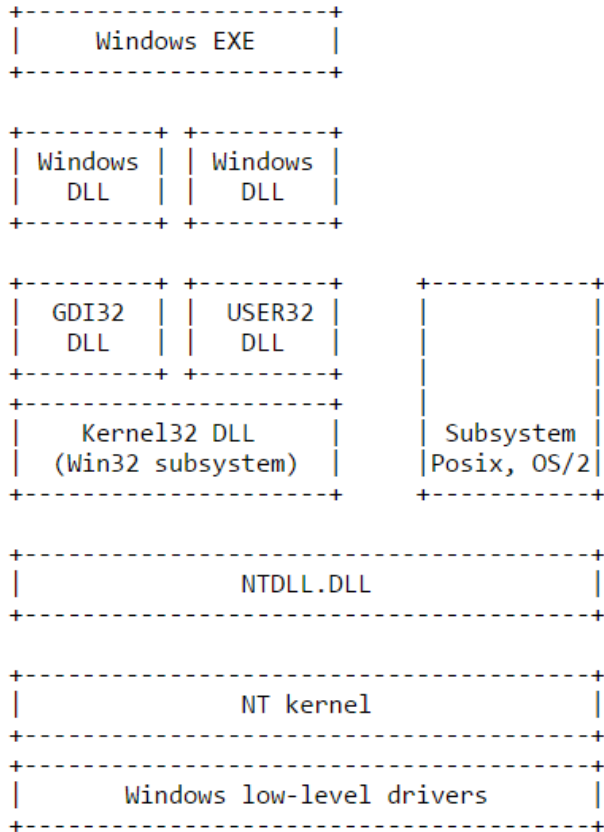 Windows EXE
Windows Windows
DLL DLL
GDI32 USER32
DLL DLL
Kernel32 DLL
(Win32 subsystem)
Subsystem
Posix, OS/2
NTDLL.DLL
NT kernel
Windows low-level drivers